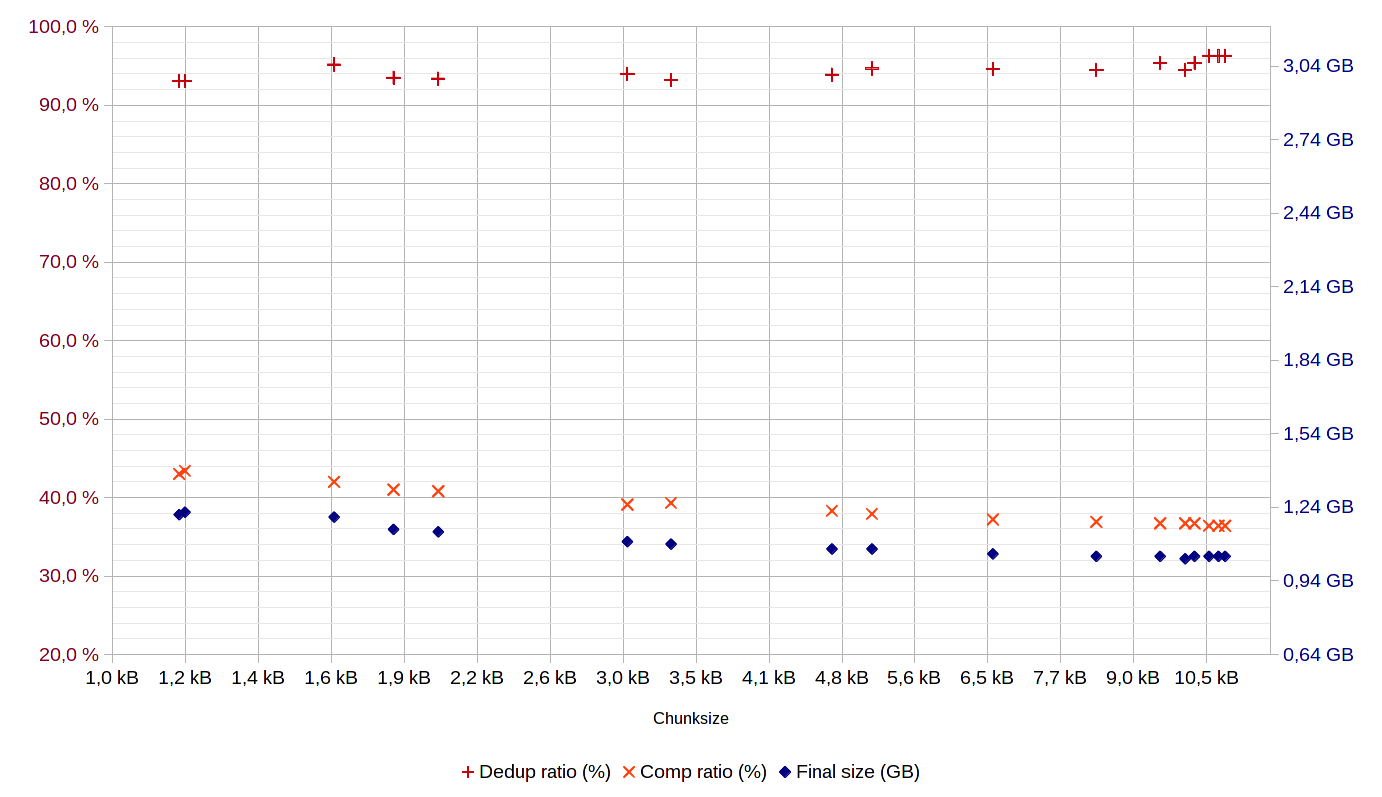 100,0 %
90,0 %
80,0 %
70,0 %
60,0 %
50,0 %
40,0 %
30,0 %
20,0 %
3,04 GB
2,74 GB
2,44 GB
2,14 GB
1,84 GB
1,54 GB
1,24 GB
0,94 GB
0,64 GB
1,0 kB 1,2 kB 1,4 kB 1,6 kB 1,9 kB 2,2 kB 2,6 kB 3,0 kB 3,5 kB 4,1 kB 4,8 kB 5,6 kB 6,5 kB 7,7 kB 9,0 kB 10,5 kB
Chunksize
Dedup ratio (%) Comp ratio (%) Final size (GB)